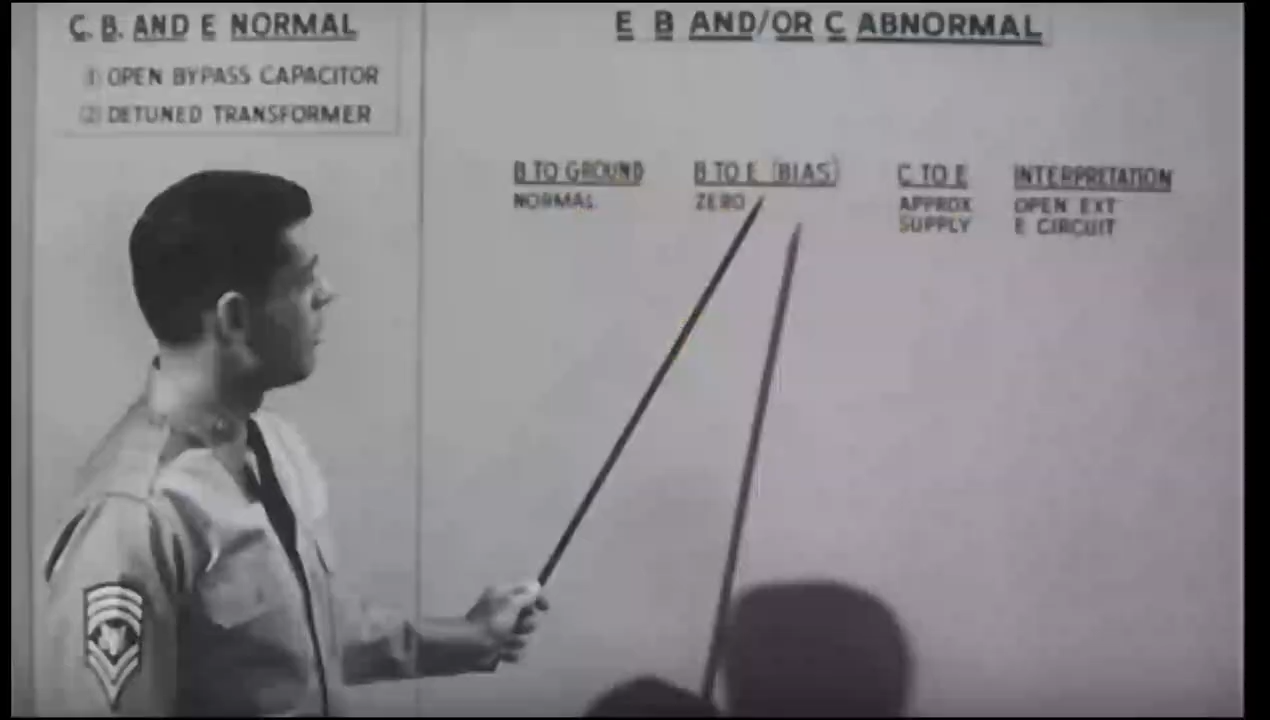 C. B. AND E NORMAL
(1) OPEN BYPASS CAPACITOR
(2) DETUNED TRANSFORMER
E B AND/OR C ABNORMAL
B TO GROUND B TO E (BIAS) C TO E INTERPRETATION
NORMAL ZERO APPROX OPEN EXT
SUPPLY E CIRCUIT